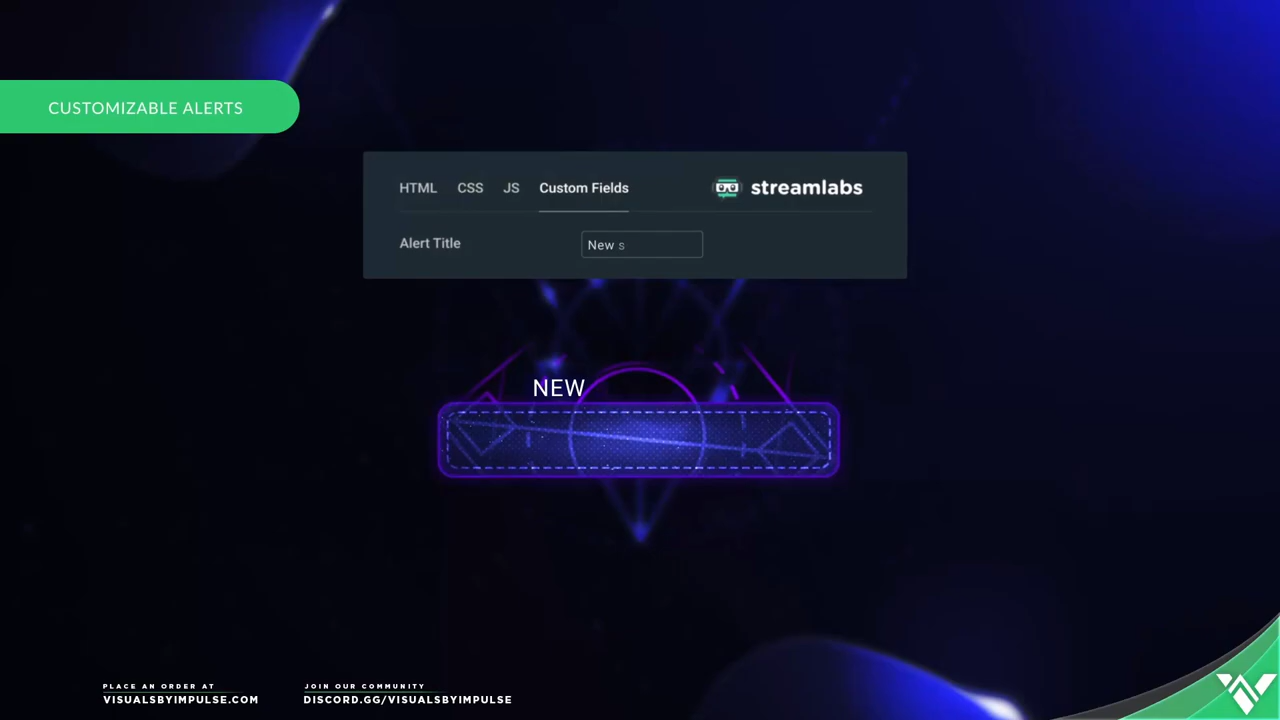 CUSTOMIZABLE ALERTS
HTML CSS JS Custom Fields streamlabs
Alert Title New s
NEW
PLACE AN ORDER AT
VISUALSBYIMPULSE.COM
JOIN OUR COMMUNITY
DISCORD.GG/VISUALSBYIMPULSE